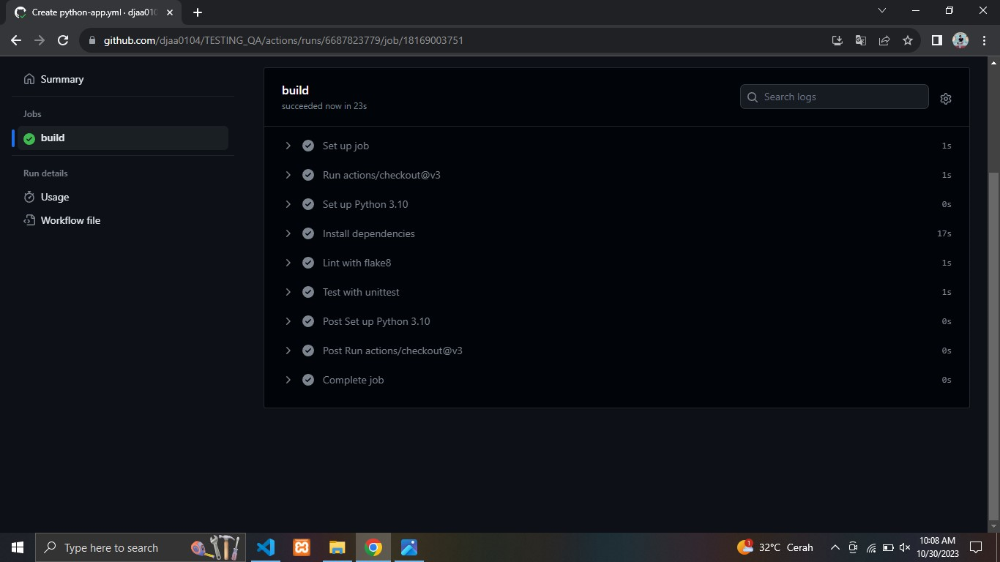 Create python-app.yml · djaa010
github.com/djaa0104/TESTING_QA/actions/runs/6687823779/job/18169003751
Summary
Jobs
build
Run details
Usage
Workflow file
build
succeeded now in 23s
Search logs
Set up job 1s
Run actions/checkout@v3 1s
Set up Python 3.10 0s
Install dependencies 17s
Lint with flake8 1s
Test with unittest 1s
Post Set up Python 3.10 0s
Post Run actions/checkout@v3 0s
Complete job 0s
Type here to search
1
32°C Cerah
10:08 AM
10/30/2023